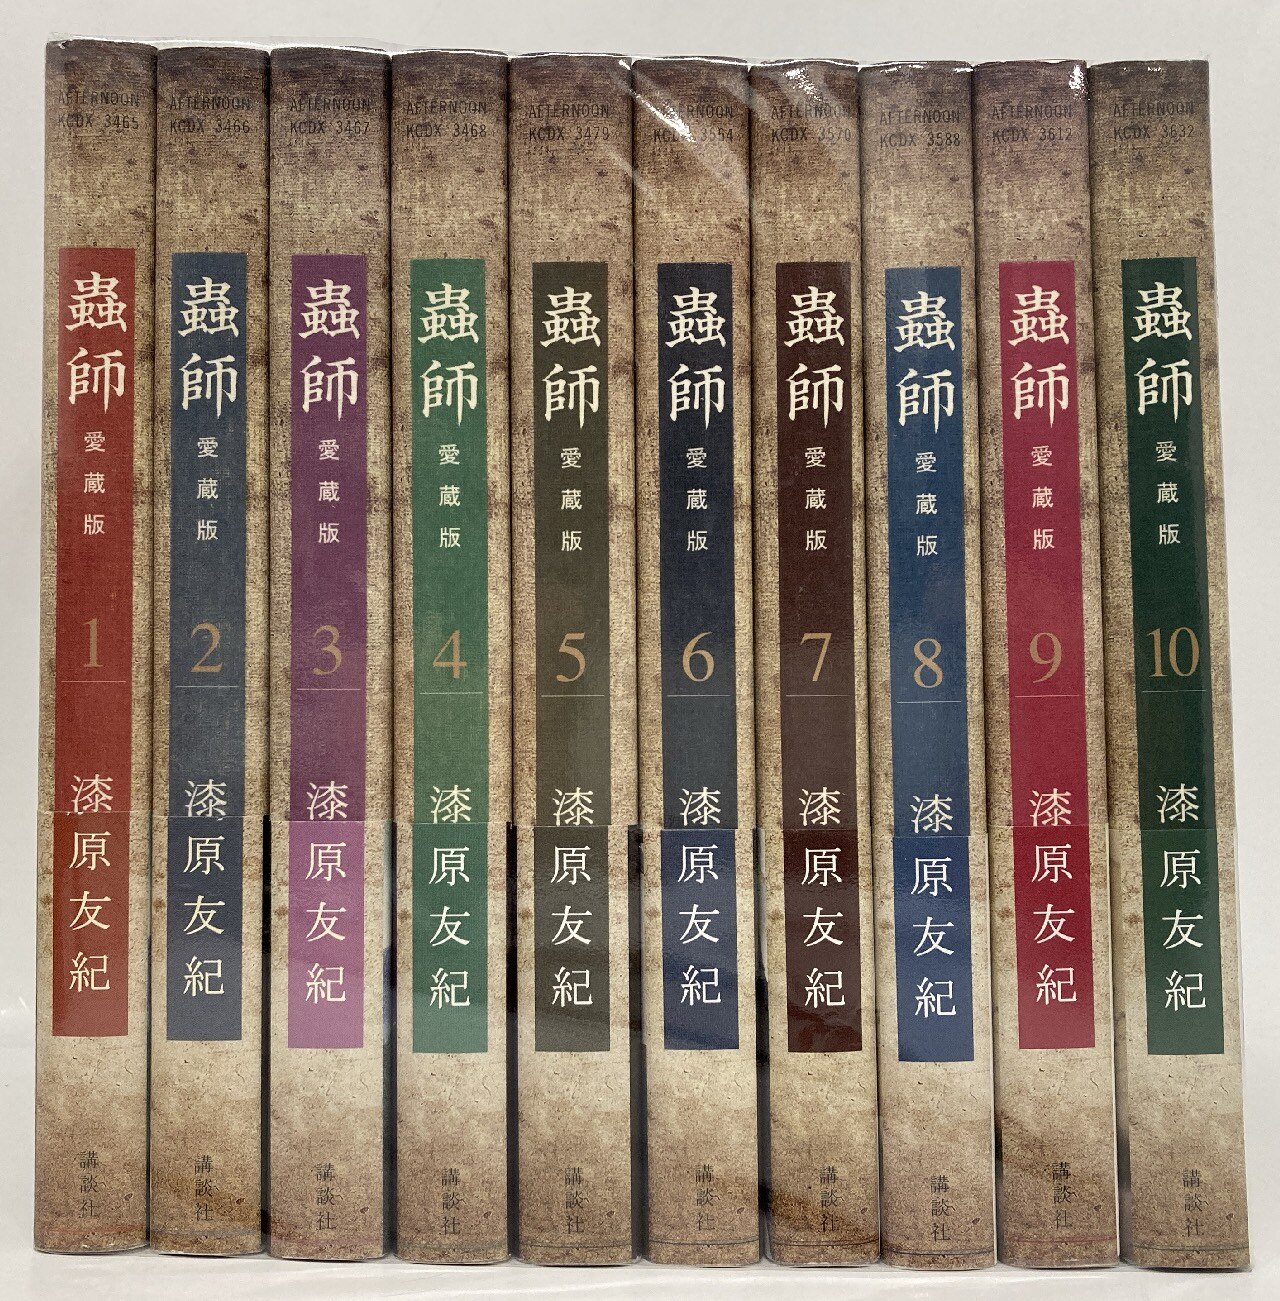 AFTERNOON
KCDX 3465
蟲師
愛蔵版
1
漆原友紀
講談社
AFTERNOON
KCDX 3466
蟲師
愛蔵版
2
漆原友紀
講談社
AFTERNOON
KCDX 3467
蟲師
愛蔵版
3
漆原友紀
講談社
AFTERNOON
KCDX 3468
蟲師
愛蔵版
4
漆原友紀
講談社
AFTERNOON
KCDX 3479
蟲師
愛蔵版
5
漆原友紀
講談社
AFTERNOON
KCDX
蟲師
愛蔵版
6
漆原友紀
講談社
AFTERNOON
KCDX 3570
蟲師
愛蔵版
7
漆原友紀
講談社
AFTERNOON
KCDX 3588
蟲師
愛蔵版
8
漆原友紀
講談社
AFTERNOON
KCDX 3612
蟲師
愛蔵版
9
漆原友紀
講談社
AFTERNOON
KCDX 3632
蟲師
愛蔵版
10
漆原友紀
講談社